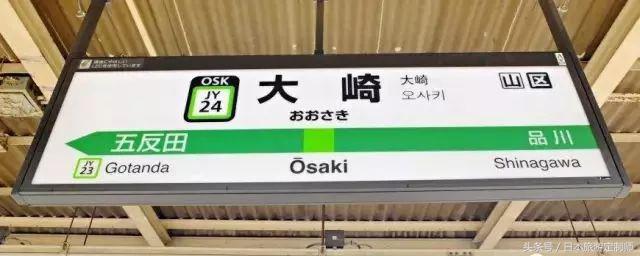 OSK
JY
24
大崎
おおさき
大崎
오사키
山区
五反田
品川
JY
23
Gotanda
Ōsaki
Shinagawa
头条号/日本旅游定制师